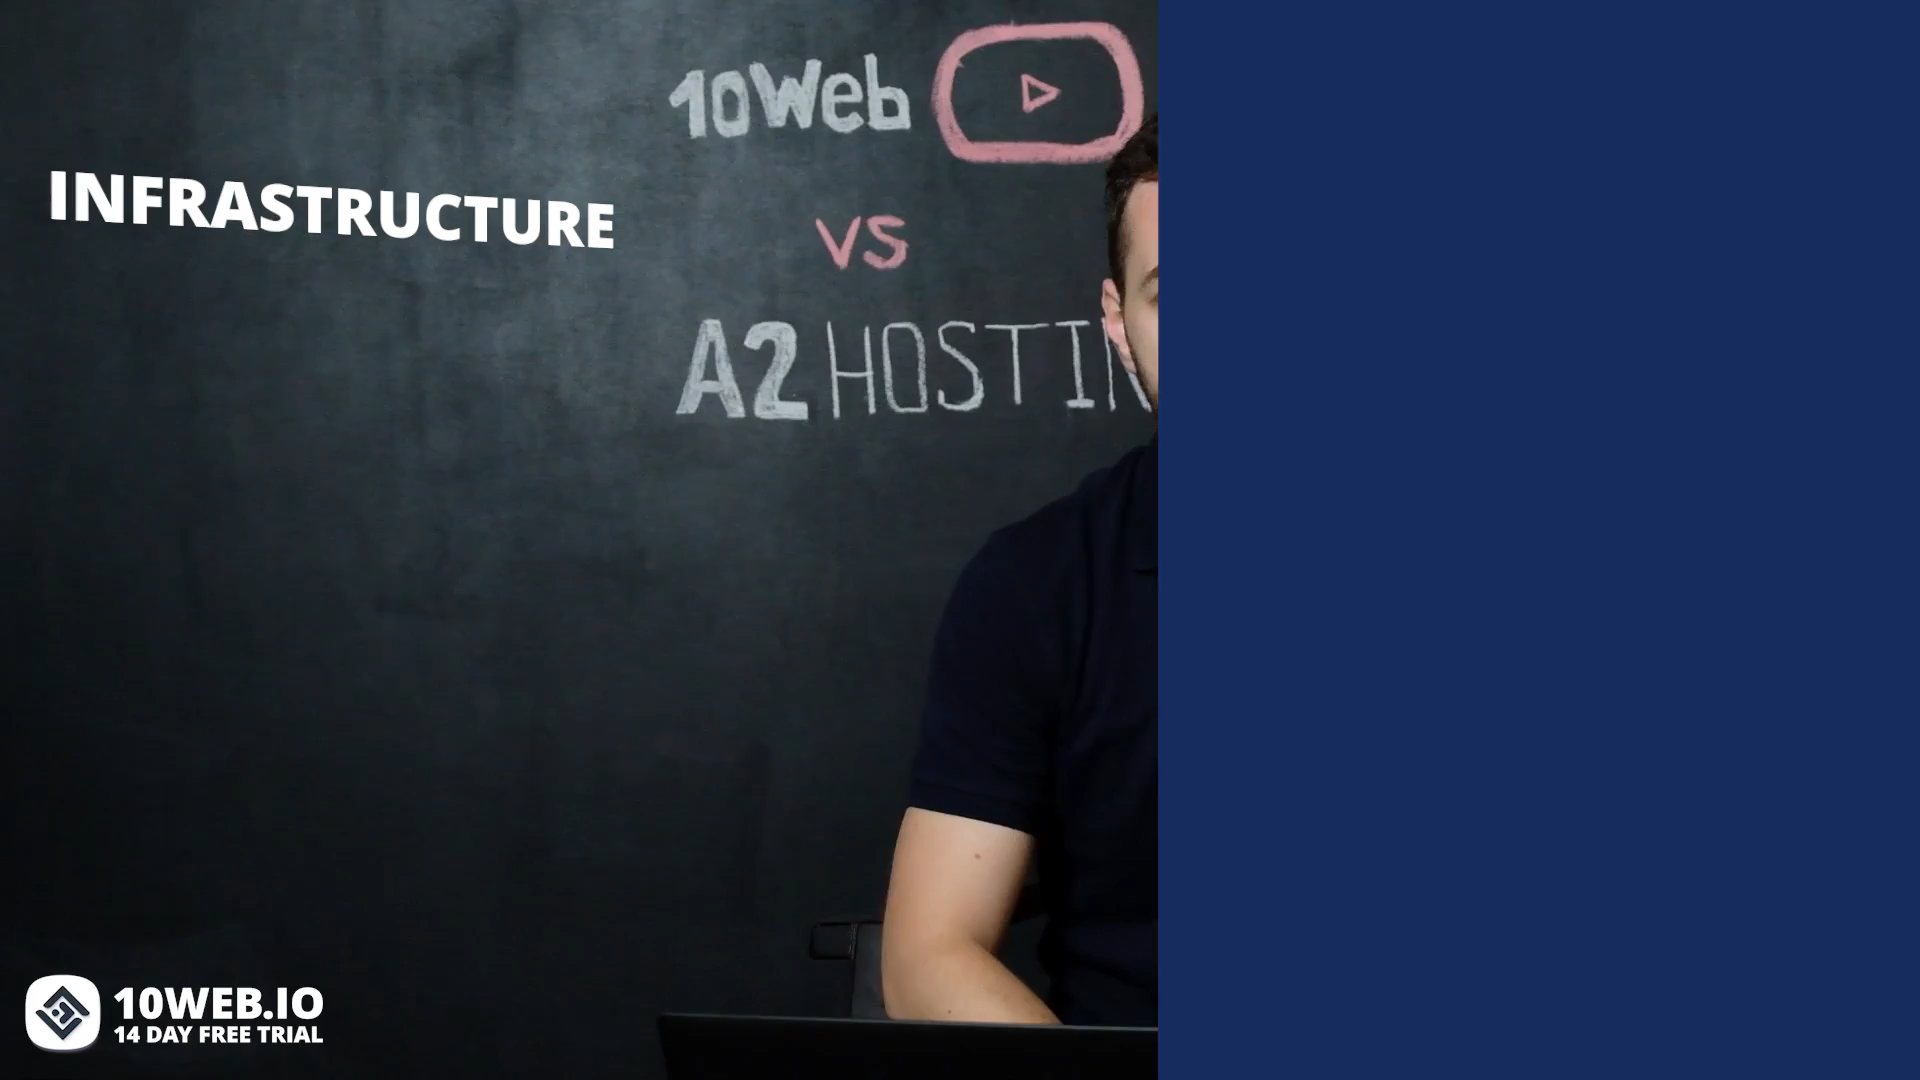 10Web
INFRASTRUCTURE
VS
A2 HOSTIN
10WEB.IO
14 DAY FREE TRIAL